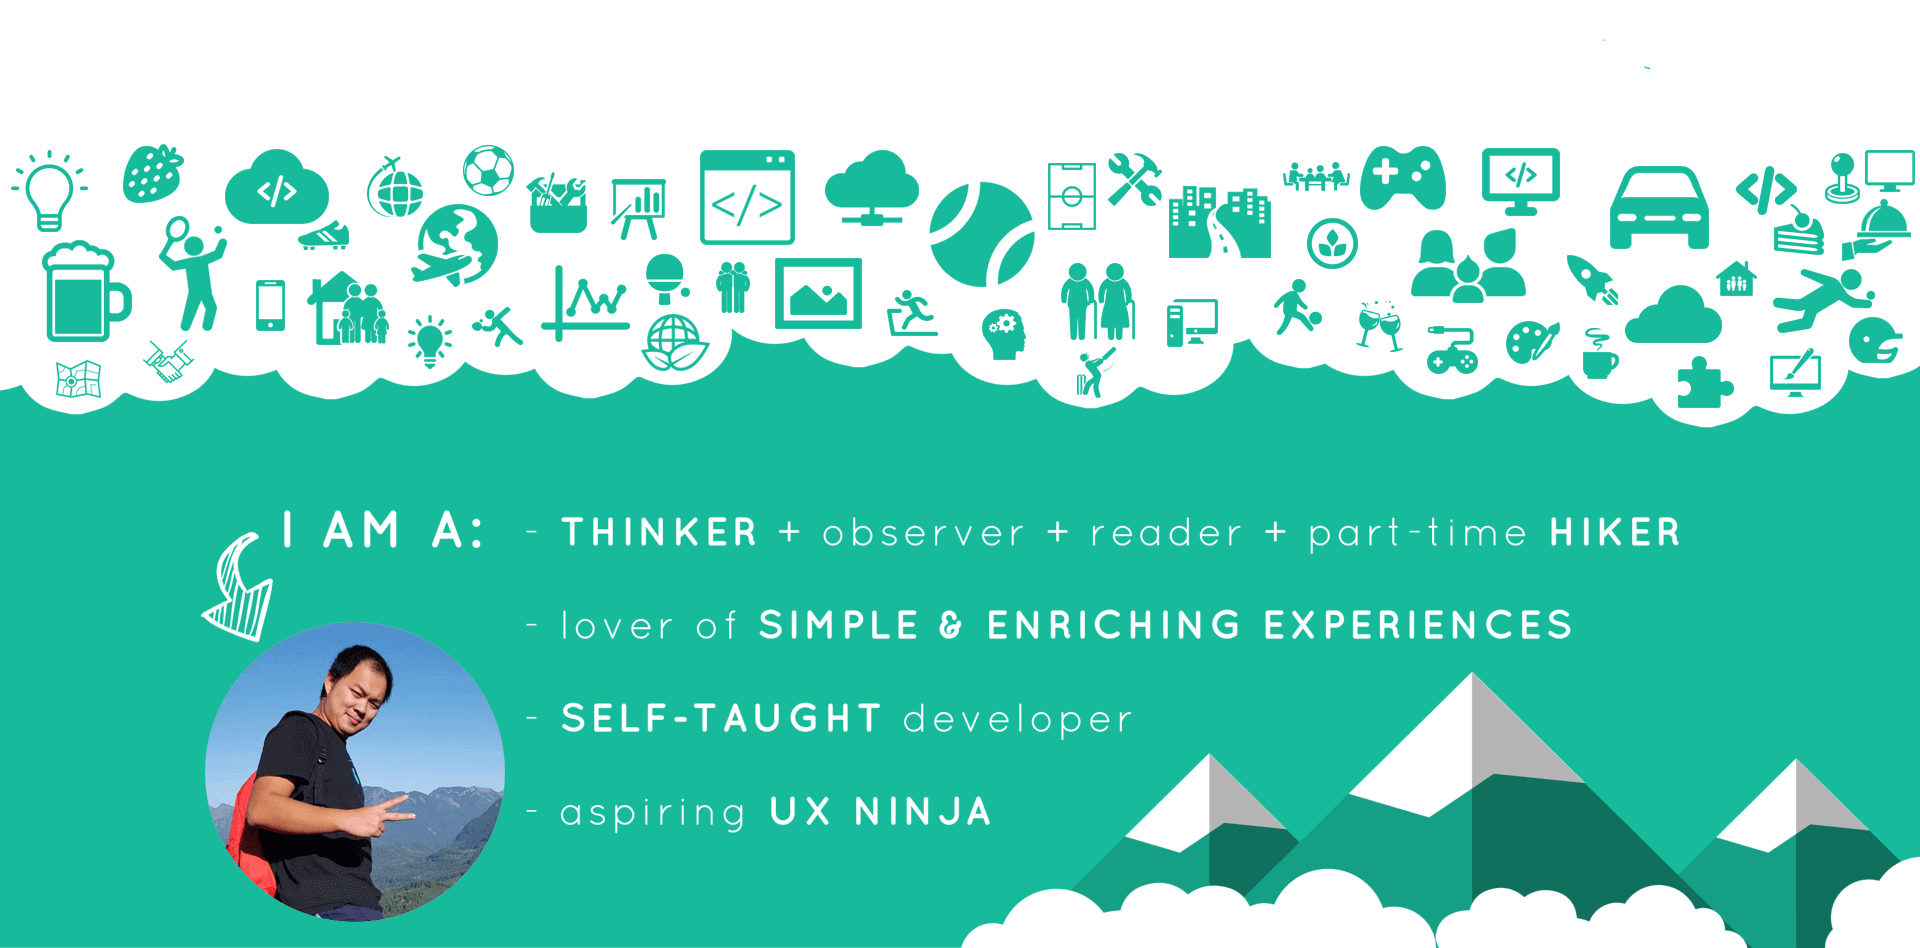 I AM A: - THINKER + observer + reader + part-time HIKER
- lover of SIMPLE & ENRICHING EXPERIENCES
- SELF-TAUGHT developer
- aspiring UX NINJA